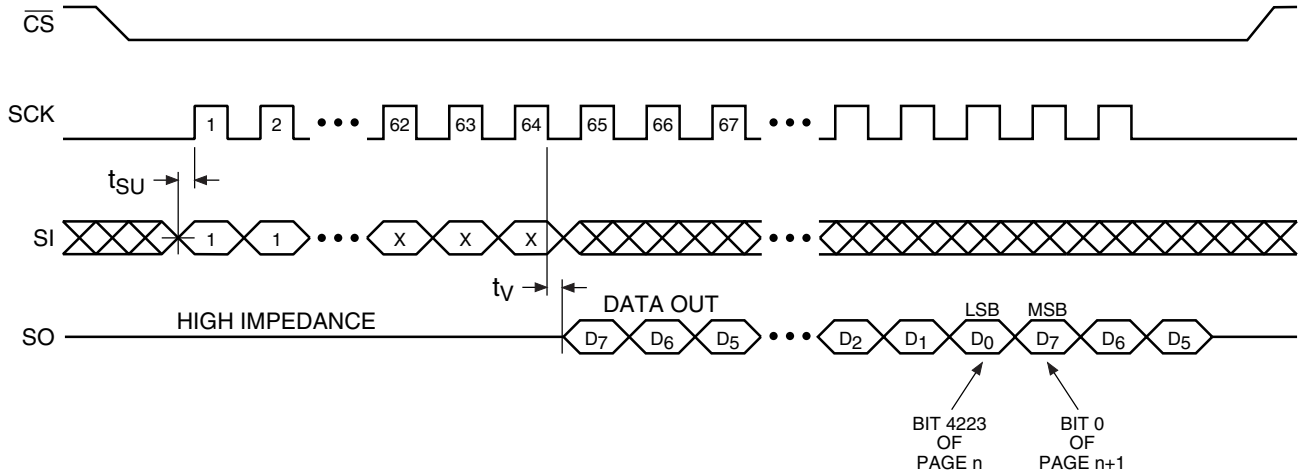 CS
SCK 1 2 ••• 62 63 64 65 66 67 •••
tSU
SI 1 1 ••• X X X •••
tV
HIGH IMPEDANCE DATA OUT LSB MSB
SO D7 D6 D5 ••• D2 D1 D0 D7 D6 D5
BIT 4223
OF
PAGE n
BIT 0
OF
PAGE n+1